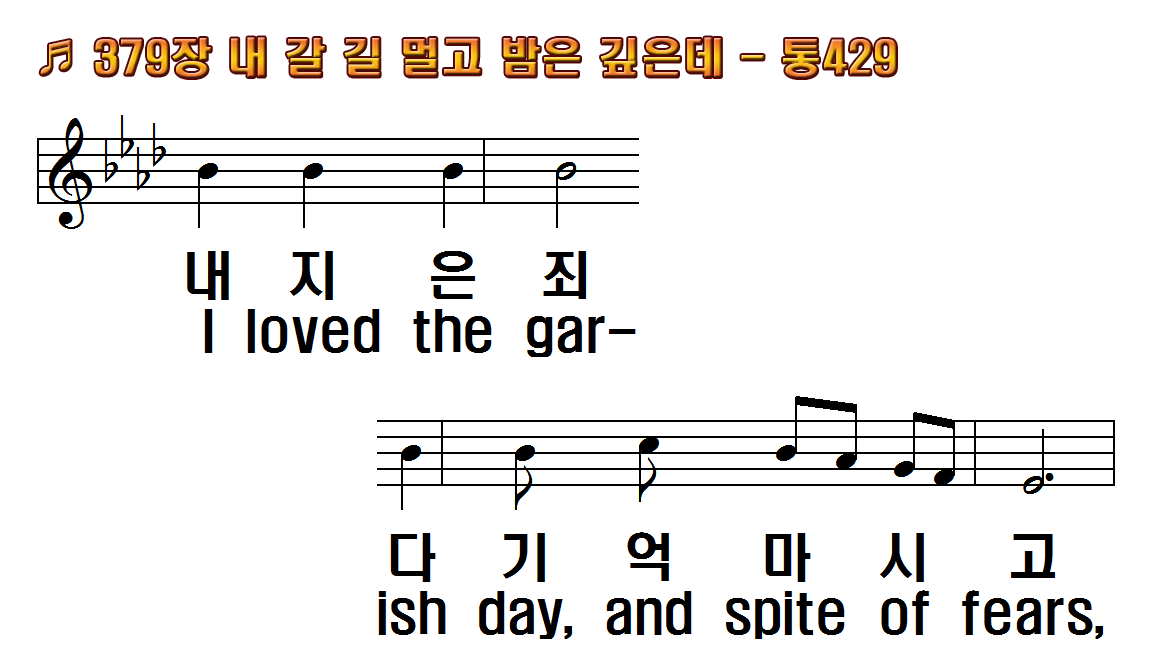 ♬ 379장 내 갈 길 멀고 밤은 깊은데 - 통429
내 지 은 죄
I loved the gar-
다 기 억 마 시 고
ish day, and spite of fears,